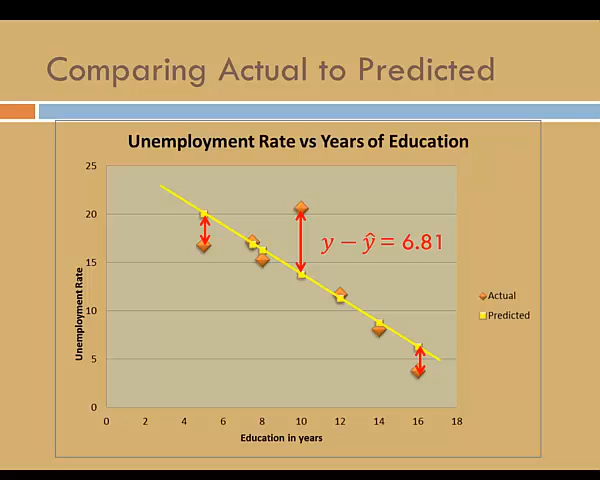 Comparing Actual to Predicted
Unemployment Rate vs Years of Education
25
20
15
10
5
0
Unemployment Rate
y − ŷ = 6.81
Actual
Predicted
0 2 4 6 8 10 12 14 16 18
Education in years